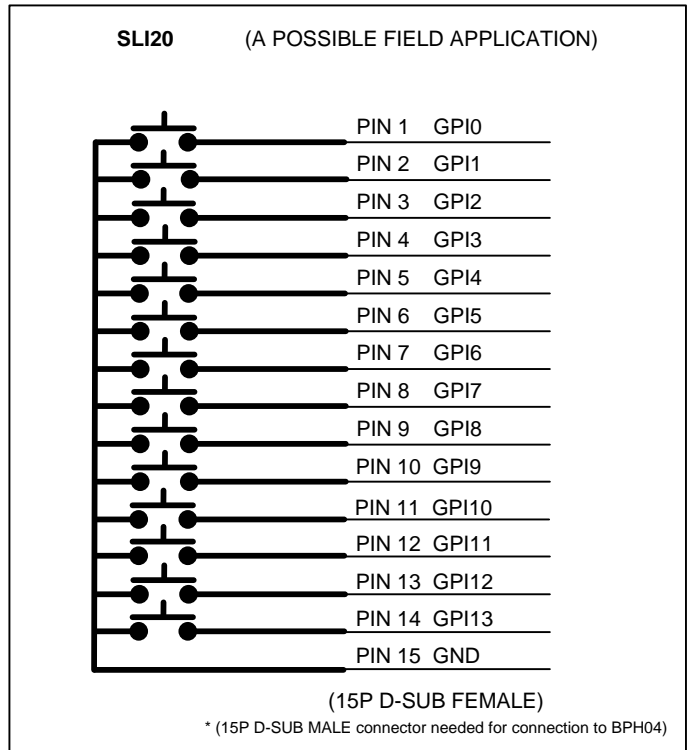 SLI20 (A POSSIBLE FIELD APPLICATION)
PIN 1 GPI0
PIN 2 GPI1
PIN 3 GPI2
PIN 4 GPI3
PIN 5 GPI4
PIN 6 GPI5
PIN 7 GPI6
PIN 8 GPI7
PIN 9 GPI8
PIN 10 GPI9
PIN 11 GPI10
PIN 12 GPI11
PIN 13 GPI12
PIN 14 GPI13
PIN 15 GND
(15P D-SUB FEMALE)
* (15P D-SUB MALE connector needed for connection to BPH04)